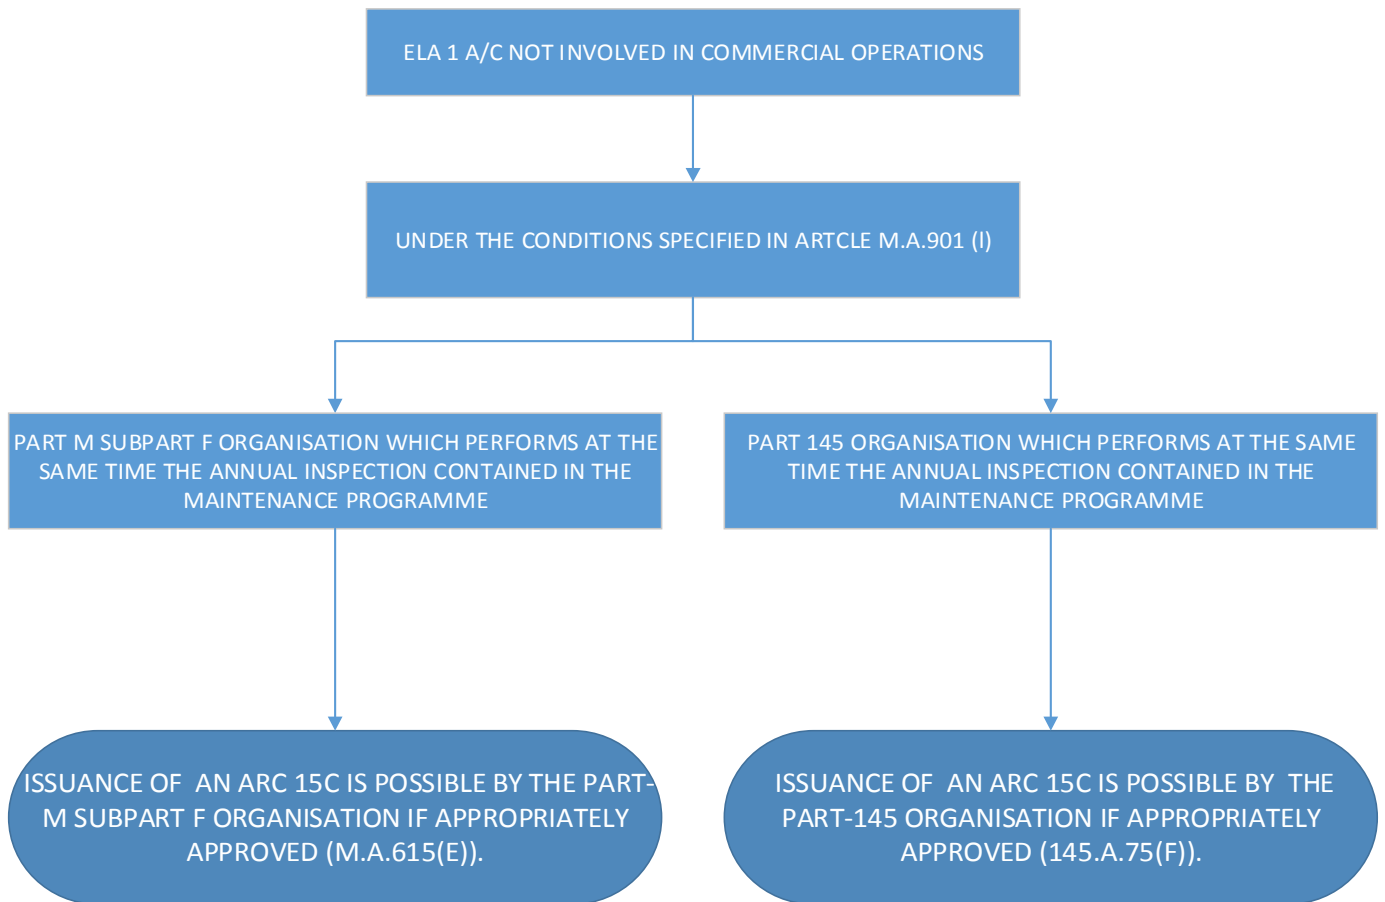 ELA 1 A/C NOT INVOLVED IN COMMERCIAL OPERATIONS
UNDER THE CONDITIONS SPECIFIED IN ARTCLE M.A.901 (l)
PART M SUBPART F ORGANISATION WHICH PERFORMS AT THE
SAME TIME THE ANNUAL INSPECTION CONTAINED IN THE
MAINTENANCE PROGRAMME
PART 145 ORGANISATION WHICH PERFORMS AT THE SAME
TIME THE ANNUAL INSPECTION CONTAINED IN THE
MAINTENANCE PROGRAMME
ISSUANCE OF  AN ARC 15C IS POSSIBLE BY THE PART-
M SUBPART F ORGANISATION IF APPROPRIATELY
APPROVED (M.A.615(E)).
ISSUANCE OF  AN ARC 15C IS POSSIBLE BY  THE
PART-145 ORGANISATION IF APPROPRIATELY
APPROVED (145.A.75(F)).